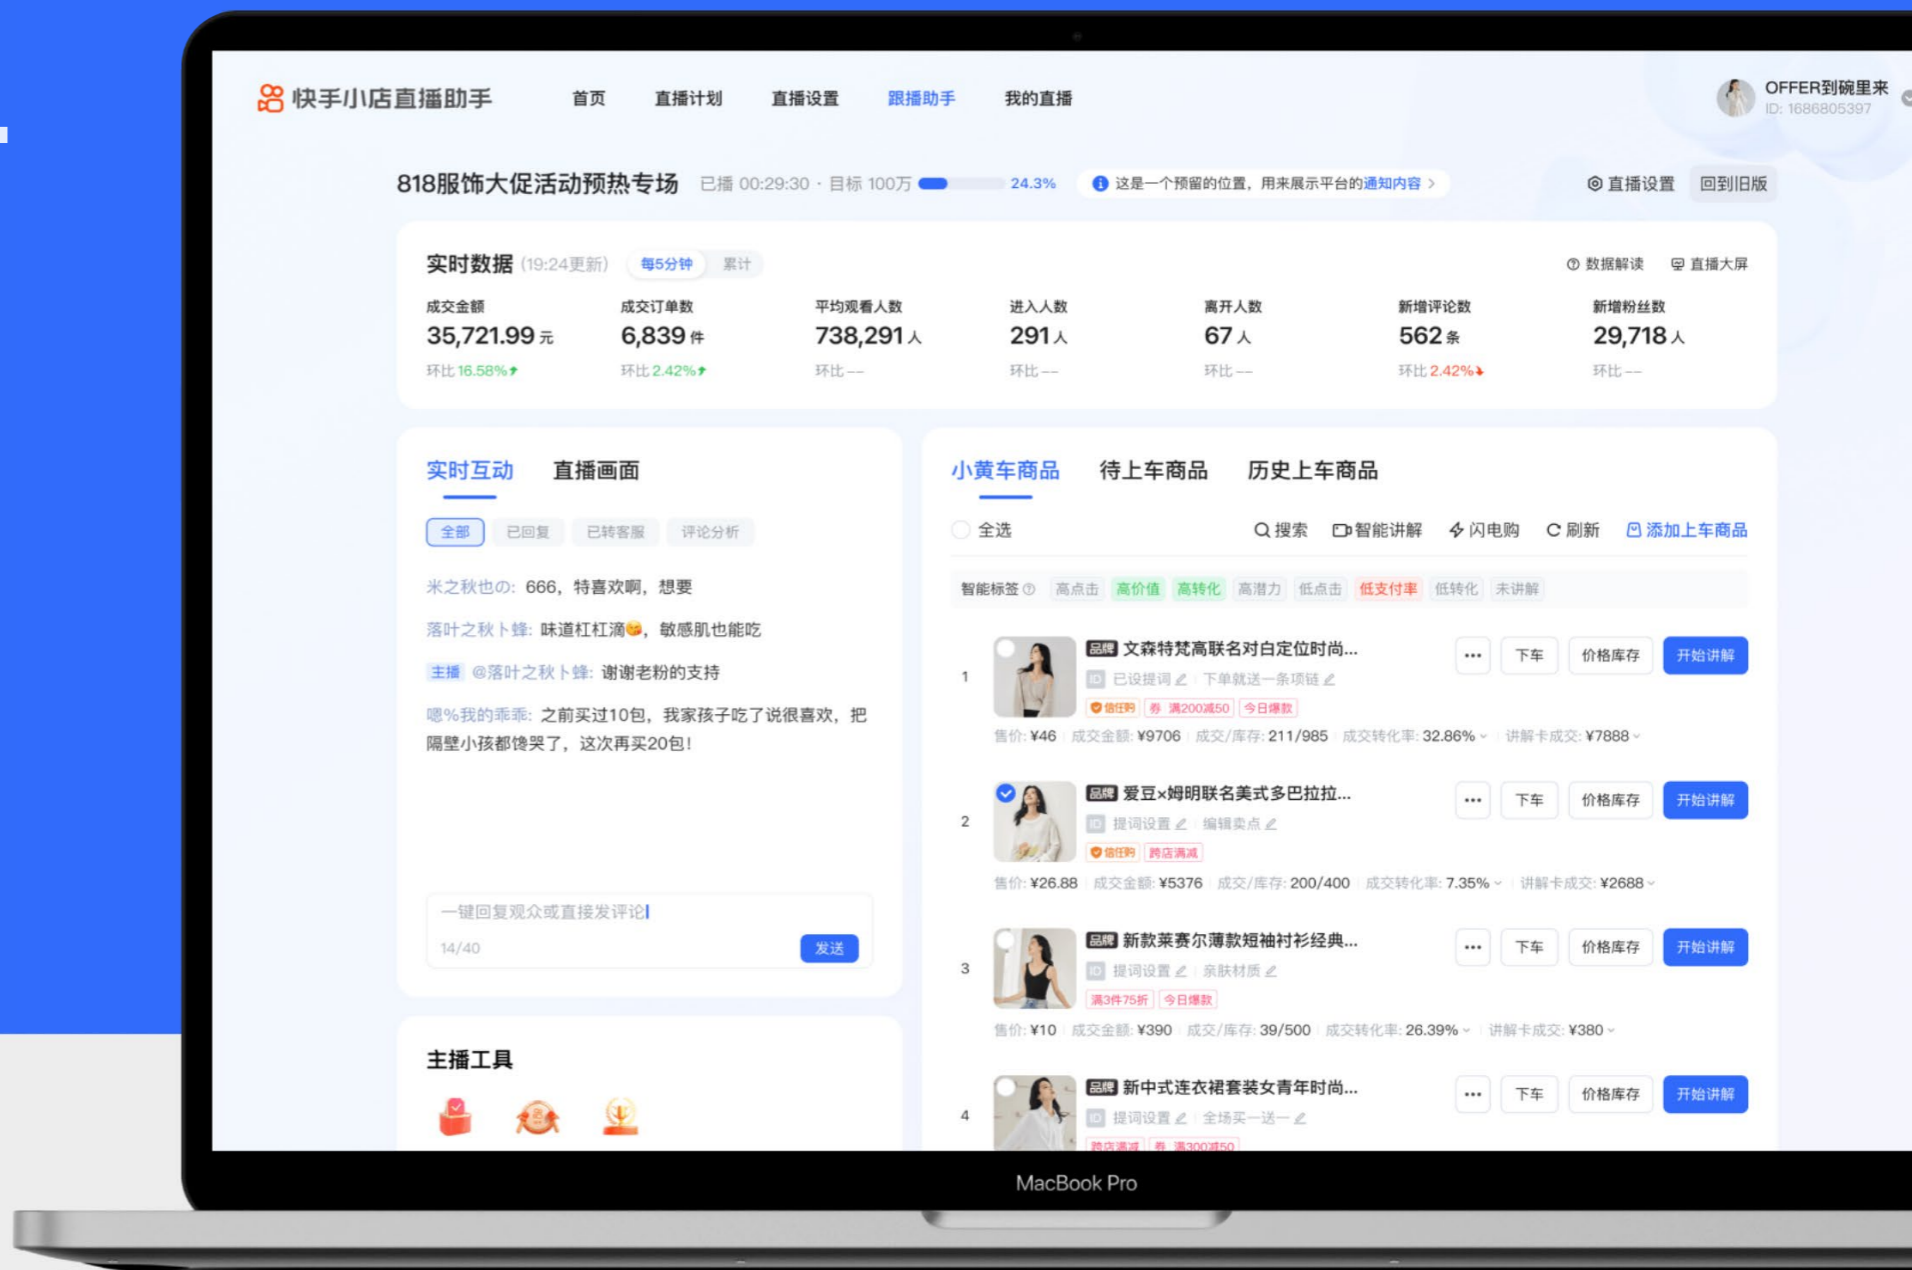 快手小店直播助手 首页 直播计划 直播设置 跟播助手 我的直播
OFFER到碗里来
ID: 1686805397
818服饰大促活动预热专场 已播 00:29:30 · 目标 100万 24.3% 这是一个预留的位置，用来展示平台的通知内容 直播设置 回到旧版
实时数据 (19:24更新) 每5分钟 累计 数据解读 直播大屏
成交金额 成交订单数 平均观看人数 进入人数 离开人数 新增评论数 新增粉丝数
35,721.99 元 6,839 件 738,291 人 291 人 67 人 562 条 29,718 人
环比 16.58% 环比 2.42% 环比 -- 环比 -- 环比 -- 环比 2.42% 环比 --
实时互动 直播画面
全部 已回复 已转客服 评论分析
米之秋也の: 666，特喜欢啊，想要
落叶之秋卜蜂: 味道杠杠滴😘，敏感肌也能吃
主播 @落叶之秋卜蜂: 谢谢老粉的支持
嗯%我的乖乖: 之前买过10包，我家孩子吃了说很喜欢，把
隔壁小孩都馋哭了，这次再买20包！
一键回复观众或直接发评论
14/40 发送
主播工具
小黄车商品 待上车商品 历史上车商品
全选 搜索 智能讲解 闪电购 刷新 添加上车商品
智能标签 高点击 高价值 高转化 高潜力 低点击 低支付率 低转化 未讲解
1 品牌 文森特梵高联名对白定位时尚... ··· 下车 价格库存 开始讲解
ID 已设提词 下单就送一条项链
信任购 券 满200减50 今日爆款
售价: ¥46 成交金额: ¥9706 成交/库存: 211/985 成交转化率: 32.86% 讲解卡成交: ¥7888
2 品牌 爱豆×姆明联名美式多巴拉拉... ··· 下车 价格库存 开始讲解
ID 提词设置 编辑卖点
信任购 跨店满减
售价: ¥26.88 成交金额: ¥5376 成交/库存: 200/400 成交转化率: 7.35% 讲解卡成交: ¥2688
3 品牌 新款莱赛尔薄款短袖衬衫经典... ··· 下车 价格库存 开始讲解
ID 提词设置 亲肤材质
满3件75折 今日爆款
售价: ¥10 成交金额: ¥390 成交/库存: 39/500 成交转化率: 26.39% 讲解卡成交: ¥380
4 品牌 新中式连衣裙套装女青年时尚... ··· 下车 价格库存 开始讲解
ID 提词设置 全场买一送一
跨店满减 券 满300减50
MacBook Pro